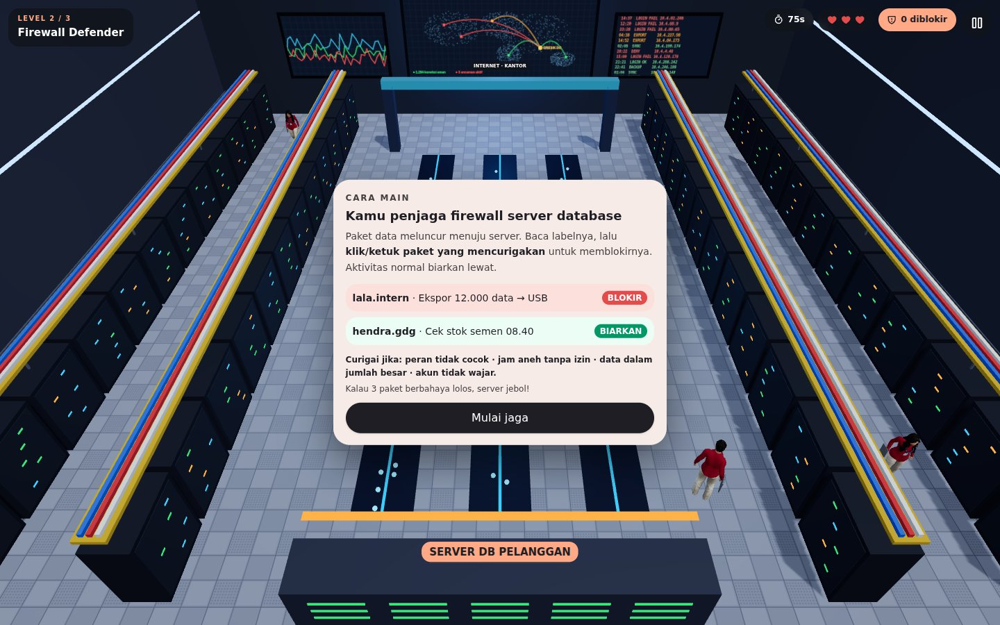 LEVEL 2 / 3
Firewall Defender
75s
0 diblokir
INTERNET · KANTOR
CARA MAIN
Kamu penjaga firewall server database
Paket data meluncur menuju server. Baca labelnya, lalu
klik/ketuk paket yang mencurigakan untuk memblokirnya.
Aktivitas normal biarkan lewat.
lala.intern · Ekspor 12.000 data → USB
BLOKIR
hendra.gdg · Cek stok semen 08.40
BIARKAN
Curigai jika: peran tidak cocok · jam aneh tanpa izin · data dalam
jumlah besar · akun tidak wajar.
Kalau 3 paket berbahaya lolos, server jebol!
Mulai jaga
SERVER DB PELANGGAN